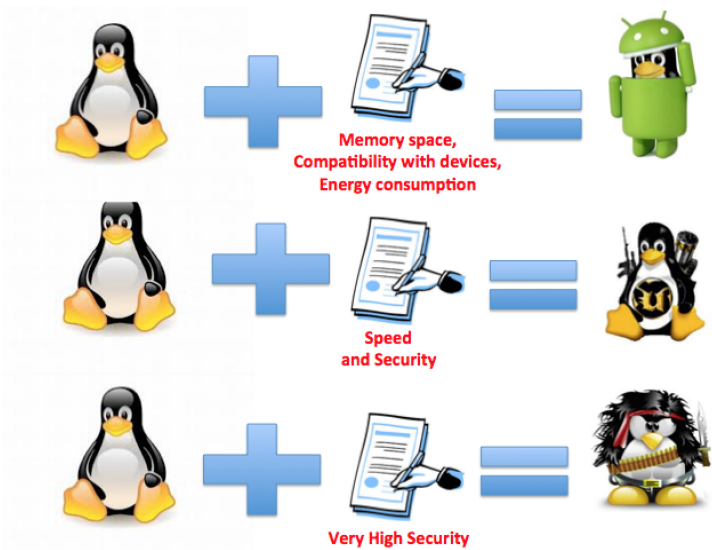 Memory space,
Compatibility with devices,
Energy consumption
Speed
and Security
Very High Security